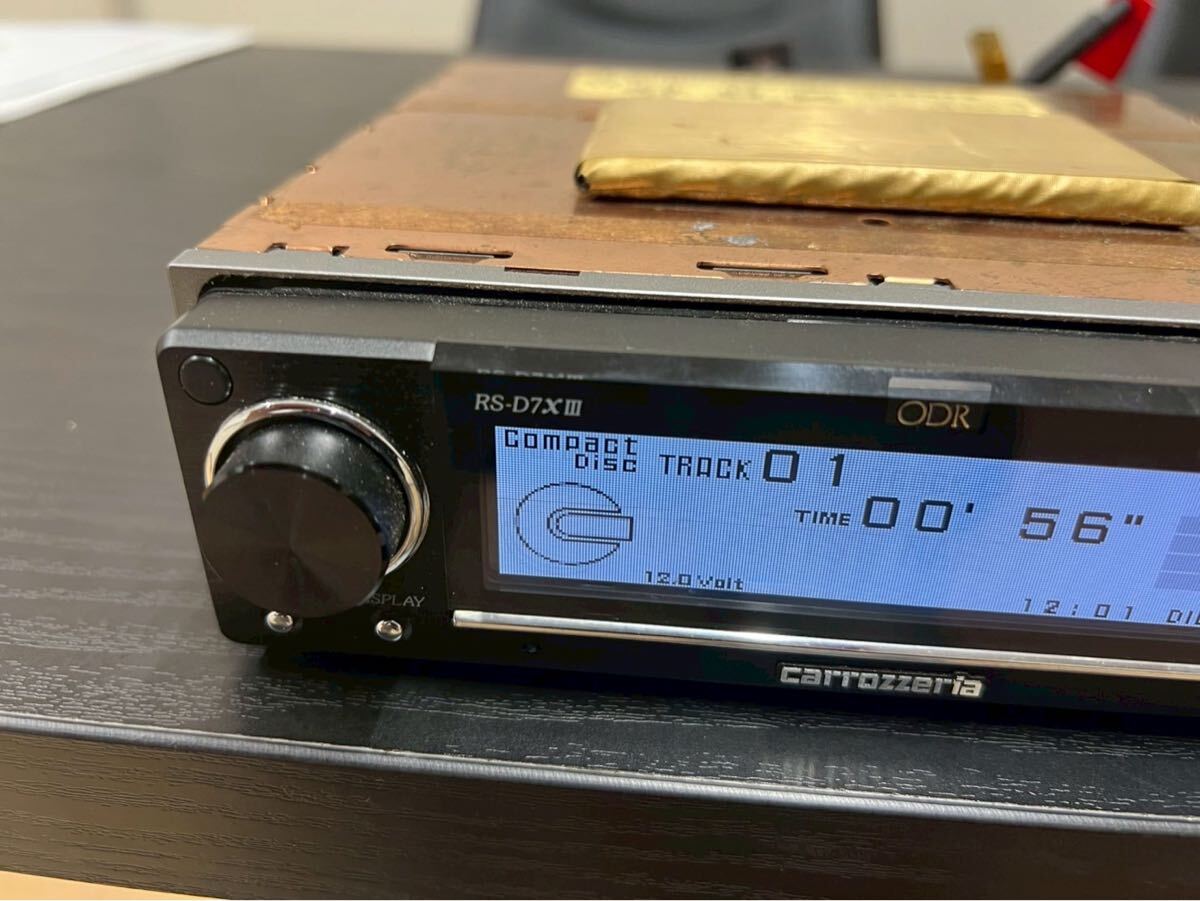 RS-D7XIII
ODR
Compact
Disc
TRACK 01
TIME 00' 56"
12.0 Volt
12:01
DISPLAY
carrozzeria